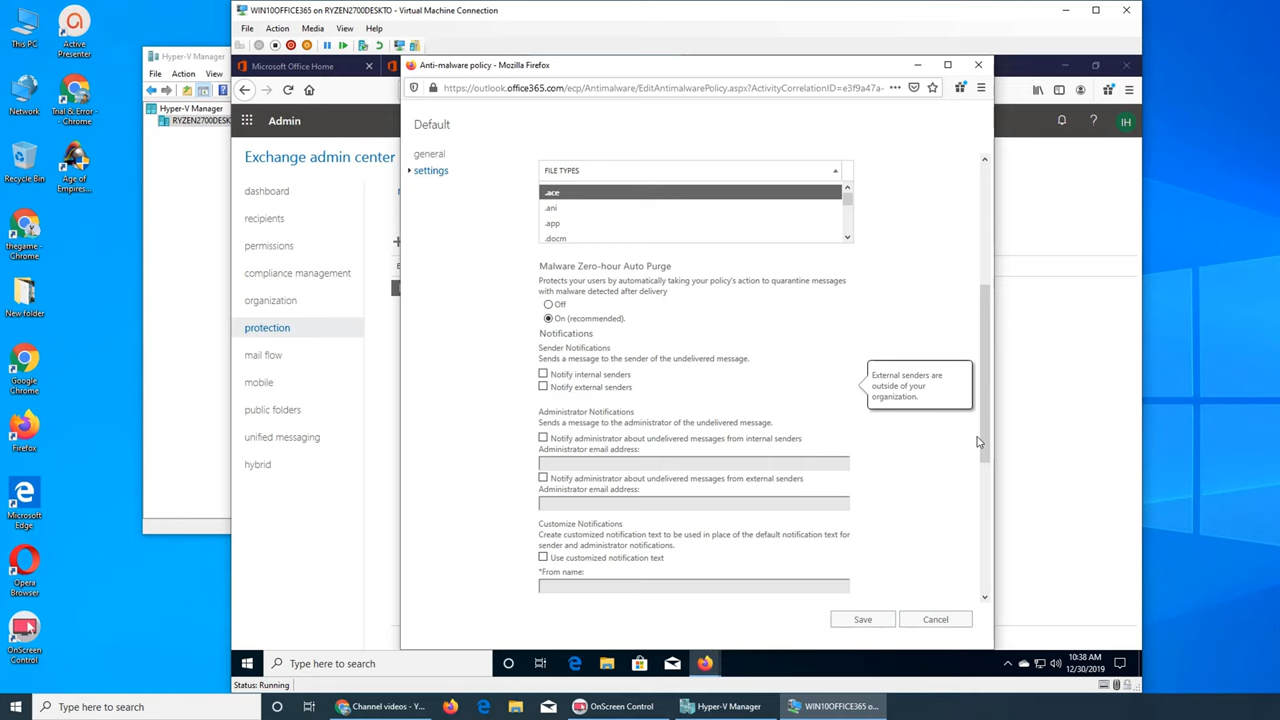 WIN10OFFICE365 on RYZEN2700DESKTO - Virtual Machine Connection
File Action Media View Help
Hyper-V Manager
File Action View
Hyper-V Manager
RYZEN2700DESK
Microsoft Office Home
Anti-malware policy - Mozilla Firefox
https://outlook.office365.com/ecp/Antimalware/EditAntimalwarePolicy.aspx?ActivityCorrelationID=e3f9a47a-
Admin
IH
Exchange admin center
dashboard
recipients
permissions
compliance management
organization
protection
mail flow
mobile
public folders
unified messaging
hybrid
Default
general
settings
FILE TYPES
.ace
.ani
.app
.docm
Malware Zero-hour Auto Purge
Protects your users by automatically taking your policy's action to quarantine messages
with malware detected after delivery
Off
On (recommended).
Notifications
Sender Notifications
Sends a message to the sender of the undelivered message.
Notify internal senders
Notify external senders
External senders are
outside of your
organization.
Administrator Notifications
Sends a message to the administrator of the undelivered message.
Notify administrator about undelivered messages from internal senders
Administrator email address:
Notify administrator about undelivered messages from external senders
Administrator email address:
Customize Notifications
Create customized notification text to be used in place of the default notification text for
sender and administrator notifications.
Use customized notification text
*From name:
Save
Cancel
Type here to search
10:38 AM
12/30/2019
Status: Running
This PC
Active
Presenter
Network
Trial & Error -
Chrome
Recycle Bin
Age of
Empires...
thegame -
Chrome
New folder
Google
Chrome
Firefox
Microsoft
Edge
Opera
Browser
OnScreen
Control
Type here to search
Channel videos - Y...
OnScreen Control
Hyper-V Manager
WIN10OFFICE365 o...